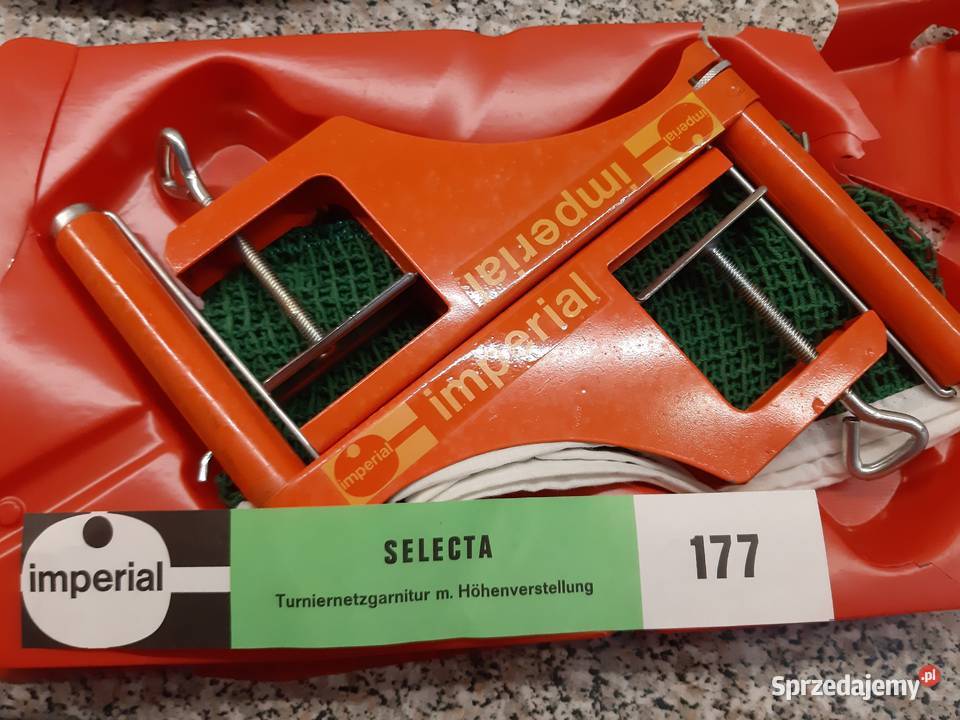 imperial
imperial
imperial
imperial
imperial
SELECTA
Turniernetzgarnitur m. Höhenverstellung
177
Sprzedajemy.pl